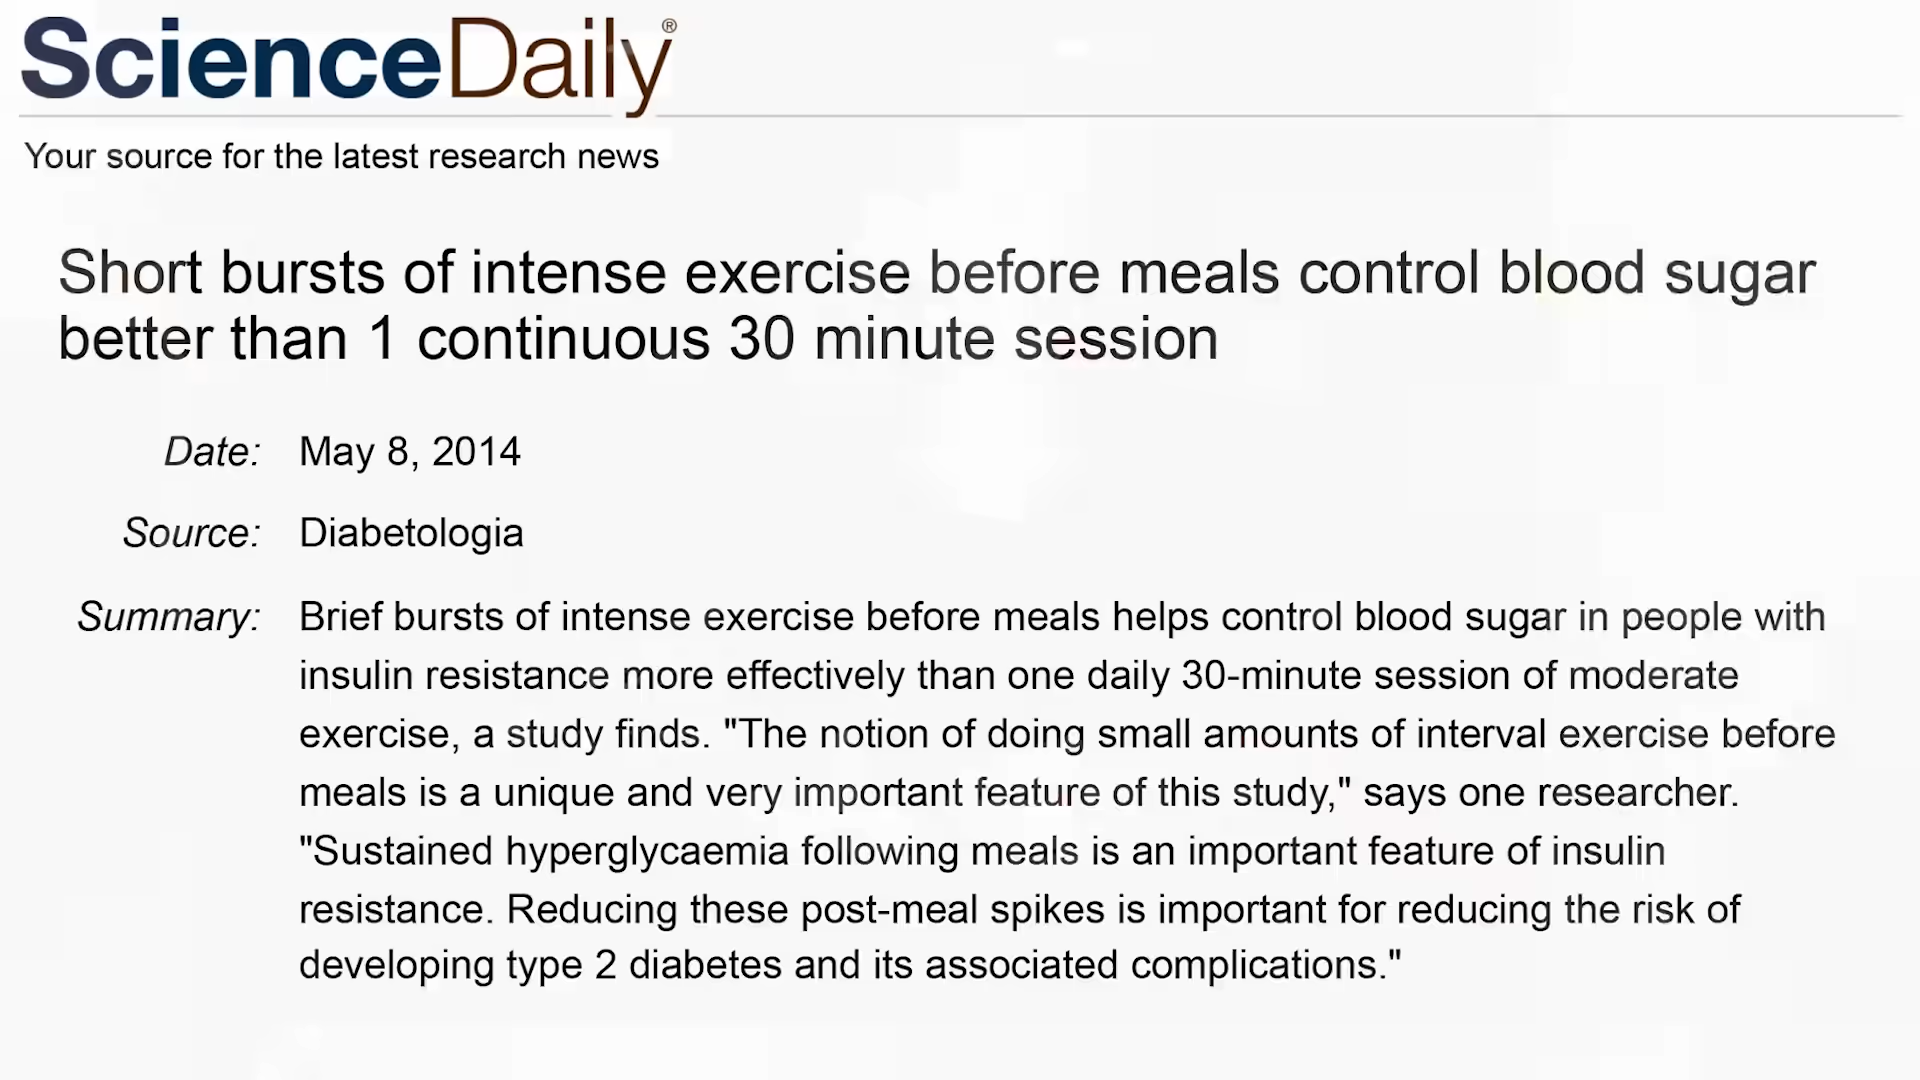 ScienceDaily®
Your source for the latest research news
Short bursts of intense exercise before meals control blood sugar
better than 1 continuous 30 minute session
Date: May 8, 2014
Source: Diabetologia
Summary: Brief bursts of intense exercise before meals helps control blood sugar in people with
insulin resistance more effectively than one daily 30-minute session of moderate
exercise, a study finds. "The notion of doing small amounts of interval exercise before
meals is a unique and very important feature of this study," says one researcher.
"Sustained hyperglycaemia following meals is an important feature of insulin
resistance. Reducing these post-meal spikes is important for reducing the risk of
developing type 2 diabetes and its associated complications."